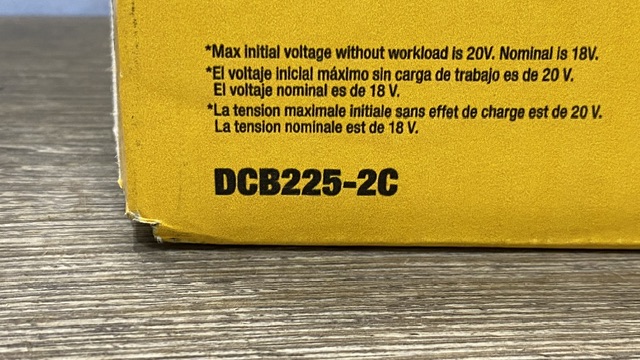 *Max initial voltage without workload is 20V. Nominal is 18V.
*El voltaje inicial máximo sin carga de trabajo es de 20 V.
El voltaje nominal es de 18 V.
*La tension maximale initiale sans effet de charge est de 20 V.
La tension nominale est de 18 V.
DCB225-2C